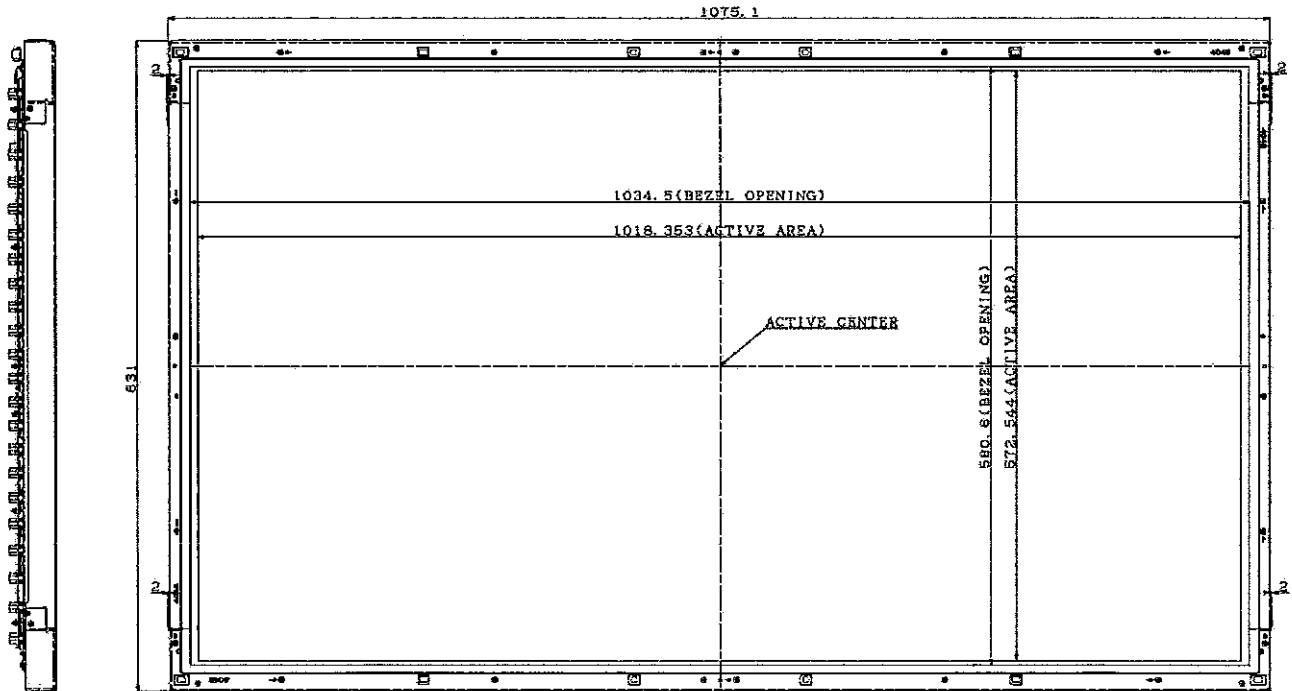 1075.1
2
2
1034.5(BEZEL OPENING)
1018.353(ACTIVE AREA)
ACTIVE CENTER
580.6(BEZEL OPENING)
572.544(ACTIVE AREA)
631
2
2